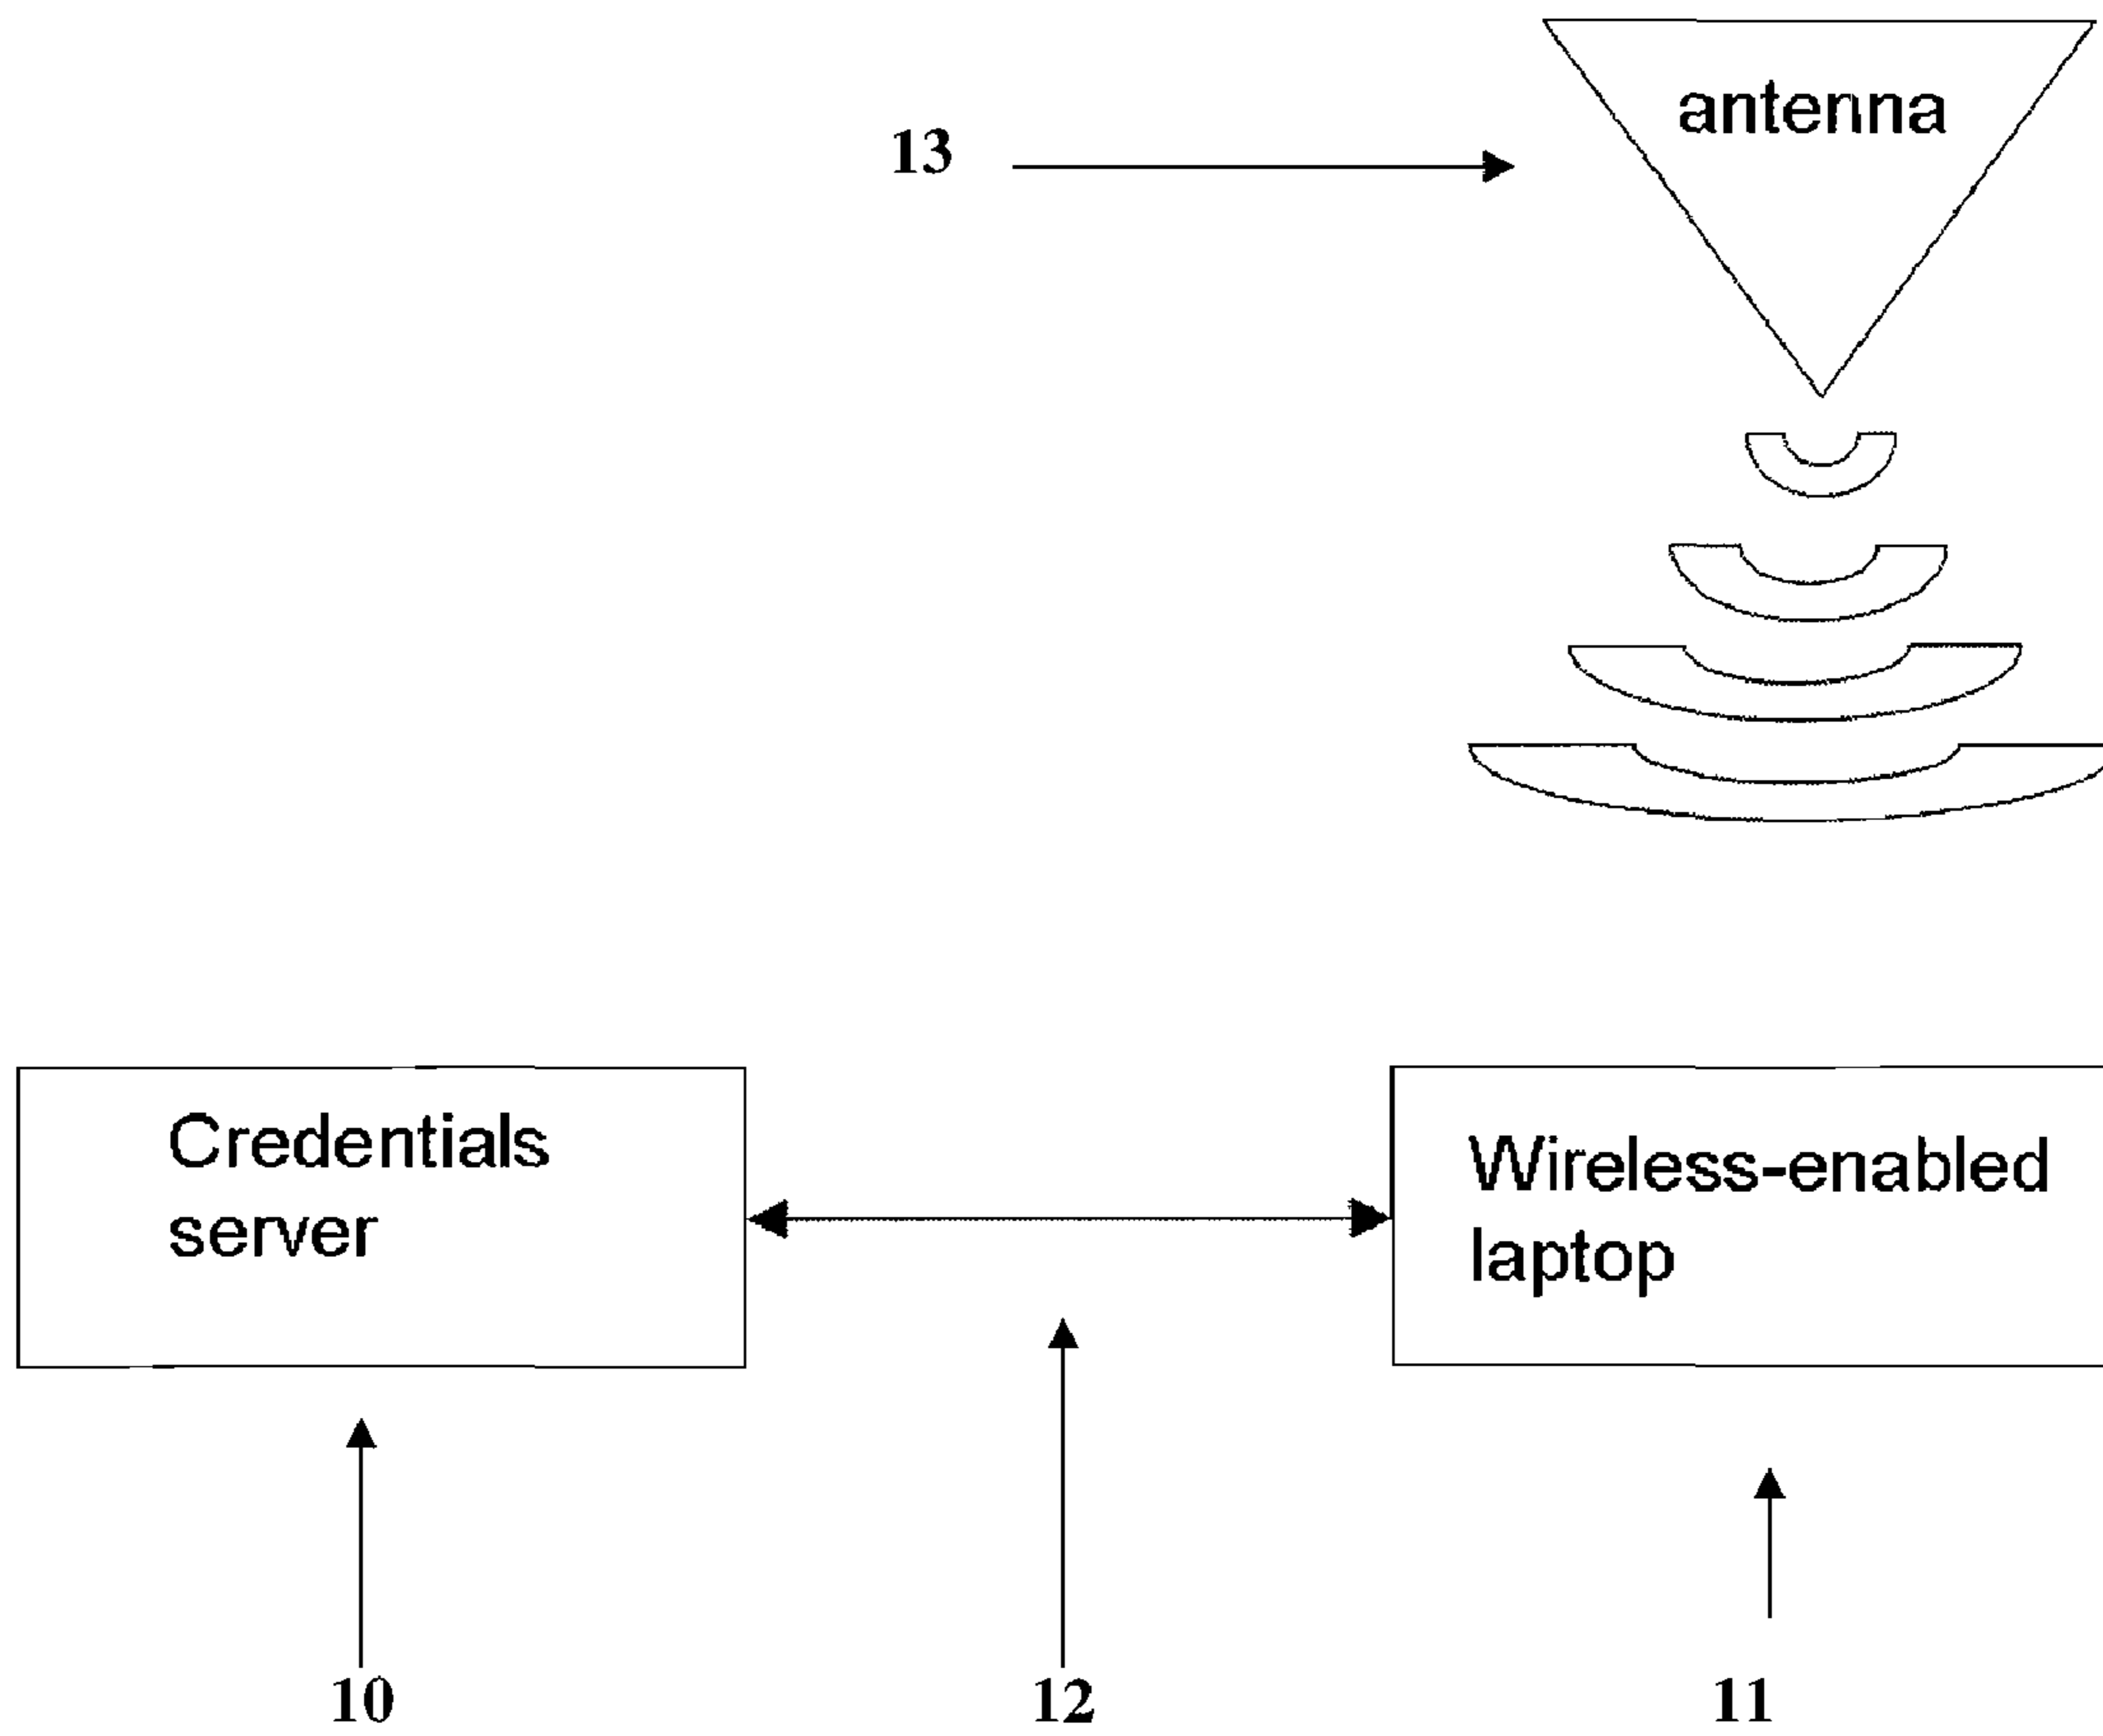 antenna
13
Credentials
server
Wireless-enabled
laptop
10
12
11